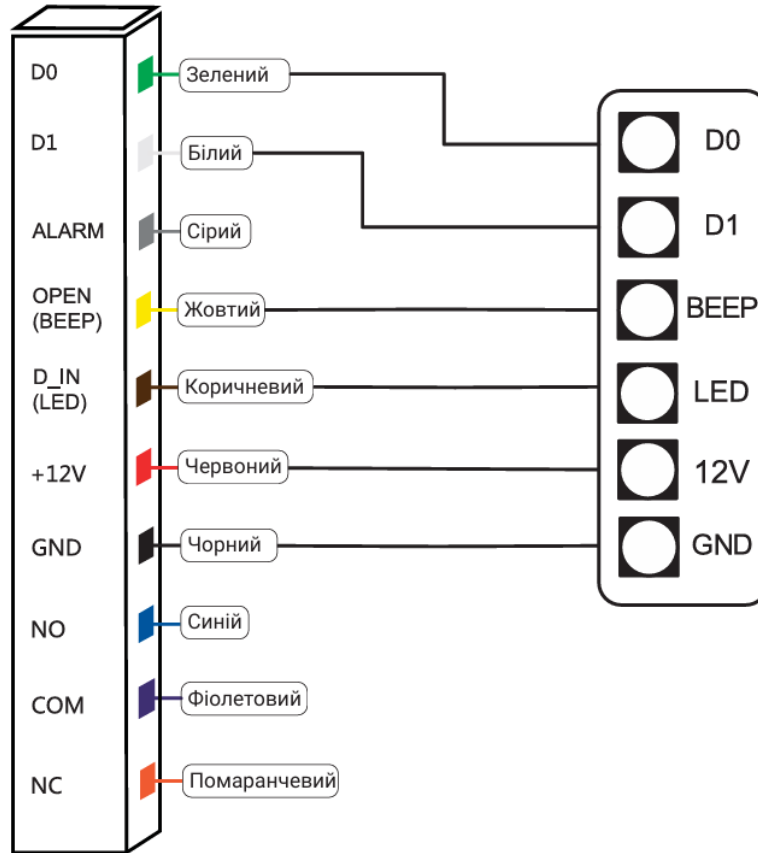 D0
Зелений
D1
Білий
ALARM
Сірий
OPEN
(BEEP)
Жовтий
D_IN
(LED)
Коричневий
+12V
Червоний
GND
Чорний
NO
Синій
COM
Фіолетовий
NC
Помаранчевий
D0
D1
BEEP
LED
12V
GND